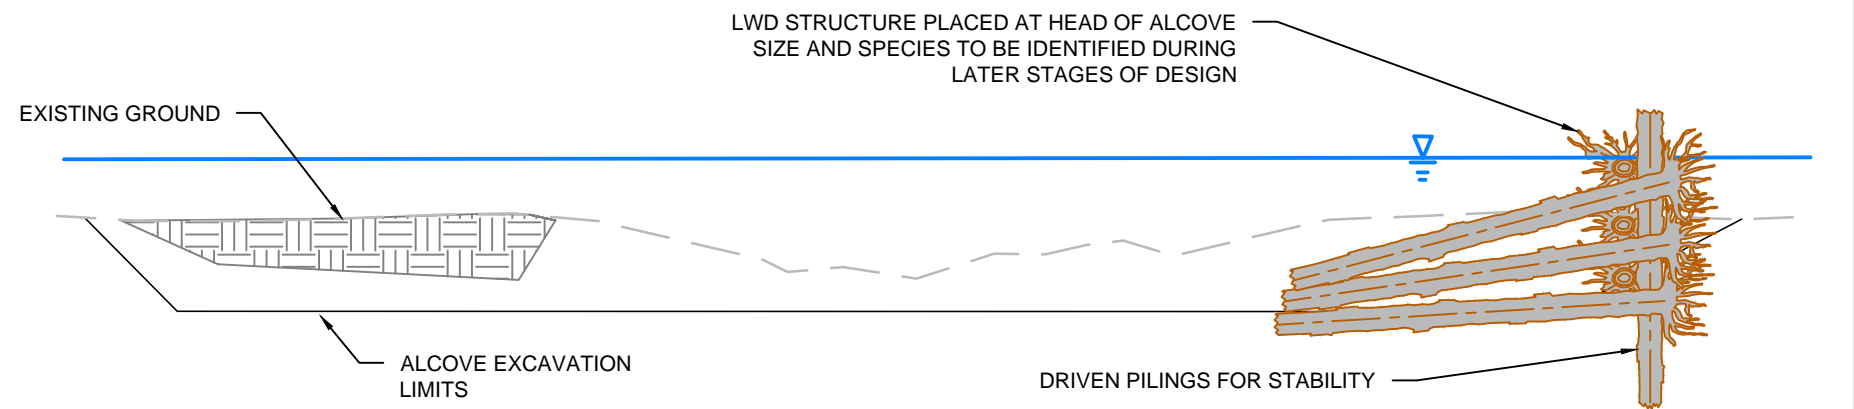 LWD STRUCTURE PLACED AT HEAD OF ALCOVE
SIZE AND SPECIES TO BE IDENTIFIED DURING
LATER STAGES OF DESIGN
EXISTING GROUND
ALCOVE EXCAVATION
LIMITS
DRIVEN PILINGS FOR STABILITY